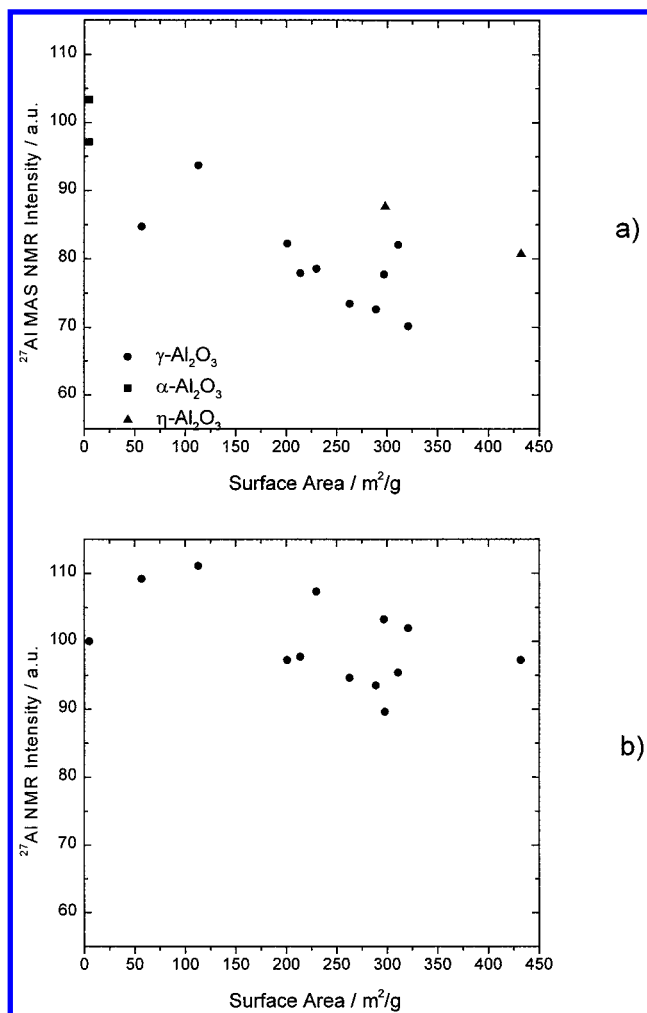 110
100
90
80
70
60
²⁷Al MAS NMR Intensity / a.u.
γ-Al₂O₃
α-Al₂O₃
η-Al₂O₃
0 50 100 150 200 250 300 350 400 450
Surface Area / m²/g
a)
110
100
90
80
70
60
²⁷Al NMR Intensity / a.u.
0 50 100 150 200 250 300 350 400 450
Surface Area / m²/g
b)